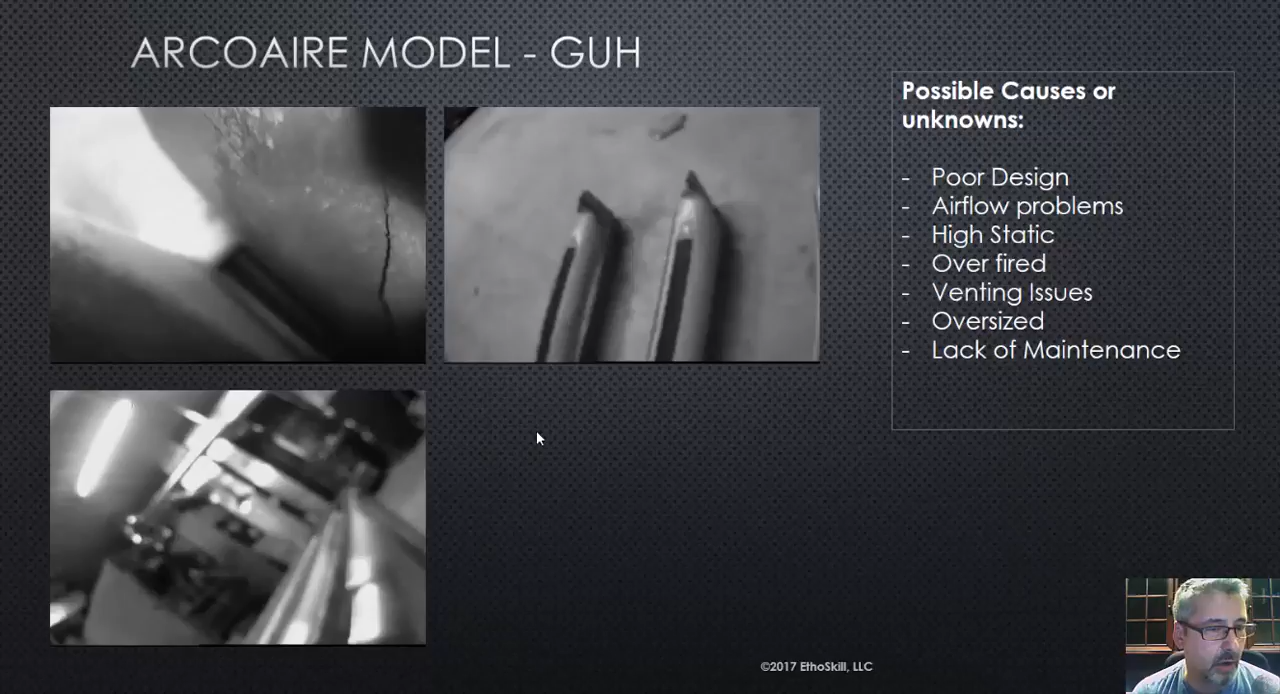 ARCOAIRE MODEL - GUH
Possible Causes or
unknowns:
- Poor Design
- Airflow problems
- High Static
- Over fired
- Venting Issues
- Oversized
- Lack of Maintenance
©2017 EthoSkill, LLC